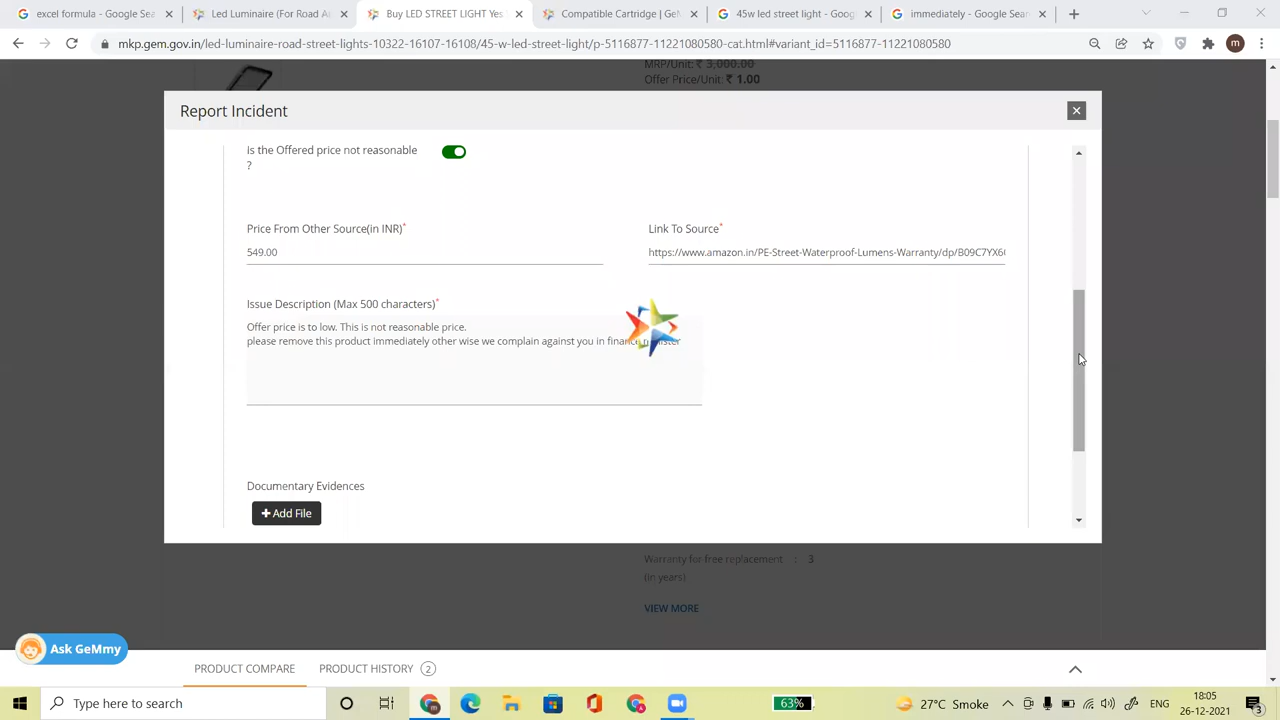 excel formula - Google Sea
Led Luminaire (For Road Ar
Buy LED STREET LIGHT Yes
Compatible Cartridge | GeM
45w led street light - Goog
immediately - Google Sear
mkp.gem.gov.in/led-luminaire-road-street-lights-10322-16107-16108/45-w-led-street-light/p-5116877-11221080580-cat.html#variant_id=5116877-11221080580
m
MRP/Unit: ₹ 3,000.00
Offer Price/Unit: ₹ 1.00
Report Incident
Is the Offered price not reasonable
?
Price From Other Source(in INR)*
Link To Source*
549.00
https://www.amazon.in/PE-Street-Waterproof-Lumens-Warranty/dp/B09C7YX6
Issue Description (Max 500 characters)*
Offer price is to low. This is not reasonable price.
please remove this product immediately other wise we complain against you in
Documentary Evidences
+ Add File
Warranty for free replacement : 3
(in years)
VIEW MORE
Ask GeMmy
PRODUCT COMPARE
PRODUCT HISTORY 2
Type here to search
63%
27°C Smoke
ENG
18:05
26-12-2021
3